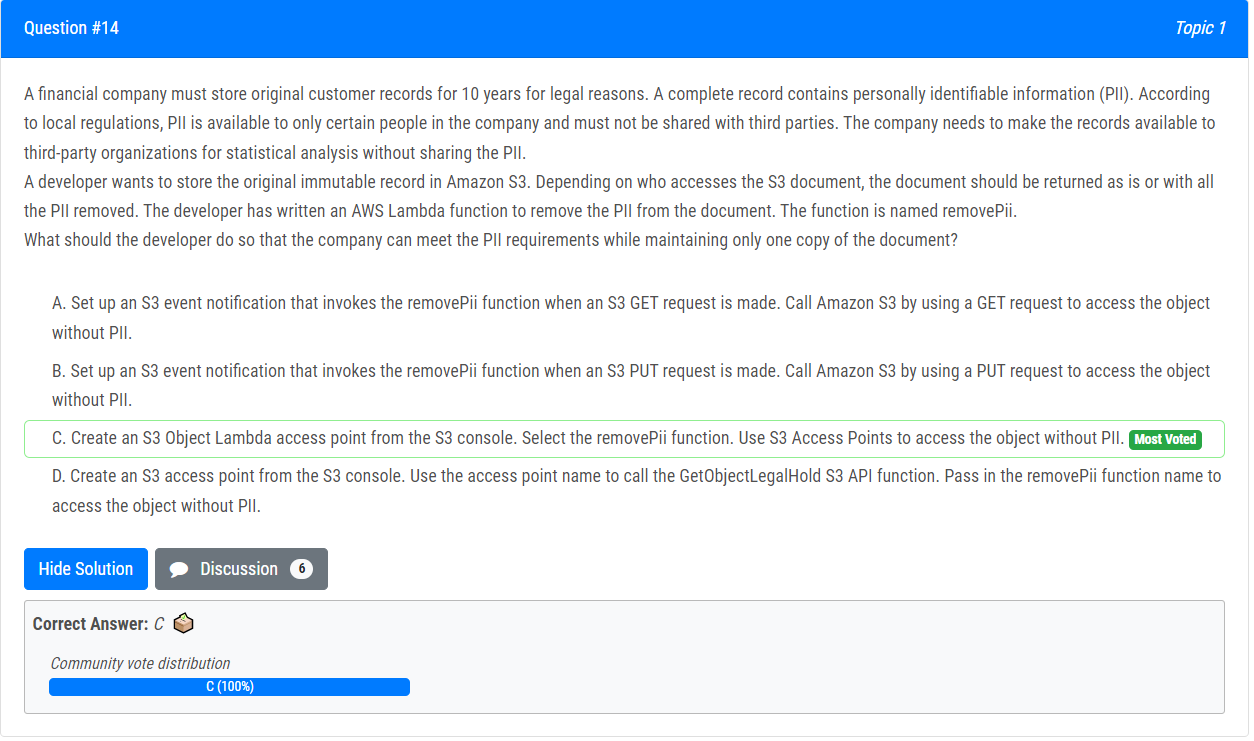 Question #14
Topic 1
A financial company must store original customer records for 10 years for legal reasons. A complete record contains personally identifiable information (PII). According
to local regulations, PII is available to only certain people in the company and must not be shared with third parties. The company needs to make the records available to
third-party organizations for statistical analysis without sharing the PII.
A developer wants to store the original immutable record in Amazon S3. Depending on who accesses the S3 document, the document should be returned as is or with all
the PII removed. The developer has written an AWS Lambda function to remove the PII from the document. The function is named removePii.
What should the developer do so that the company can meet the PII requirements while maintaining only one copy of the document?
A. Set up an S3 event notification that invokes the removePii function when an S3 GET request is made. Call Amazon S3 by using a GET request to access the object
without PII.
B. Set up an S3 event notification that invokes the removePii function when an S3 PUT request is made. Call Amazon S3 by using a PUT request to access the object
without PII.
C. Create an S3 Object Lambda access point from the S3 console. Select the removePii function. Use S3 Access Points to access the object without PII. Most Voted
D. Create an S3 access point from the S3 console. Use the access point name to call the GetObjectLegalHold S3 API function. Pass in the removePii function name to
access the object without PII.
Hide Solution
Discussion 6
Correct Answer: C
Community vote distribution
C (100%)